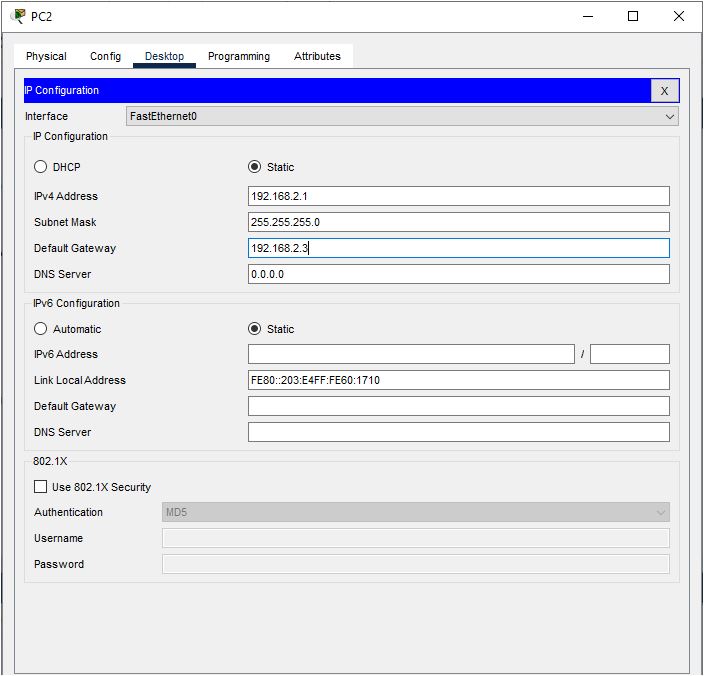 PC2
Physical Config Desktop Programming Attributes
IP Configuration X
Interface FastEthernet0
IP Configuration
DHCP Static
IPv4 Address 192.168.2.1
Subnet Mask 255.255.255.0
Default Gateway 192.168.2.3
DNS Server 0.0.0.0
IPv6 Configuration
Automatic Static
IPv6 Address /
Link Local Address FE80::203:E4FF:FE60:1710
Default Gateway
DNS Server
802.1X
Use 802.1X Security
Authentication MD5
Username
Password